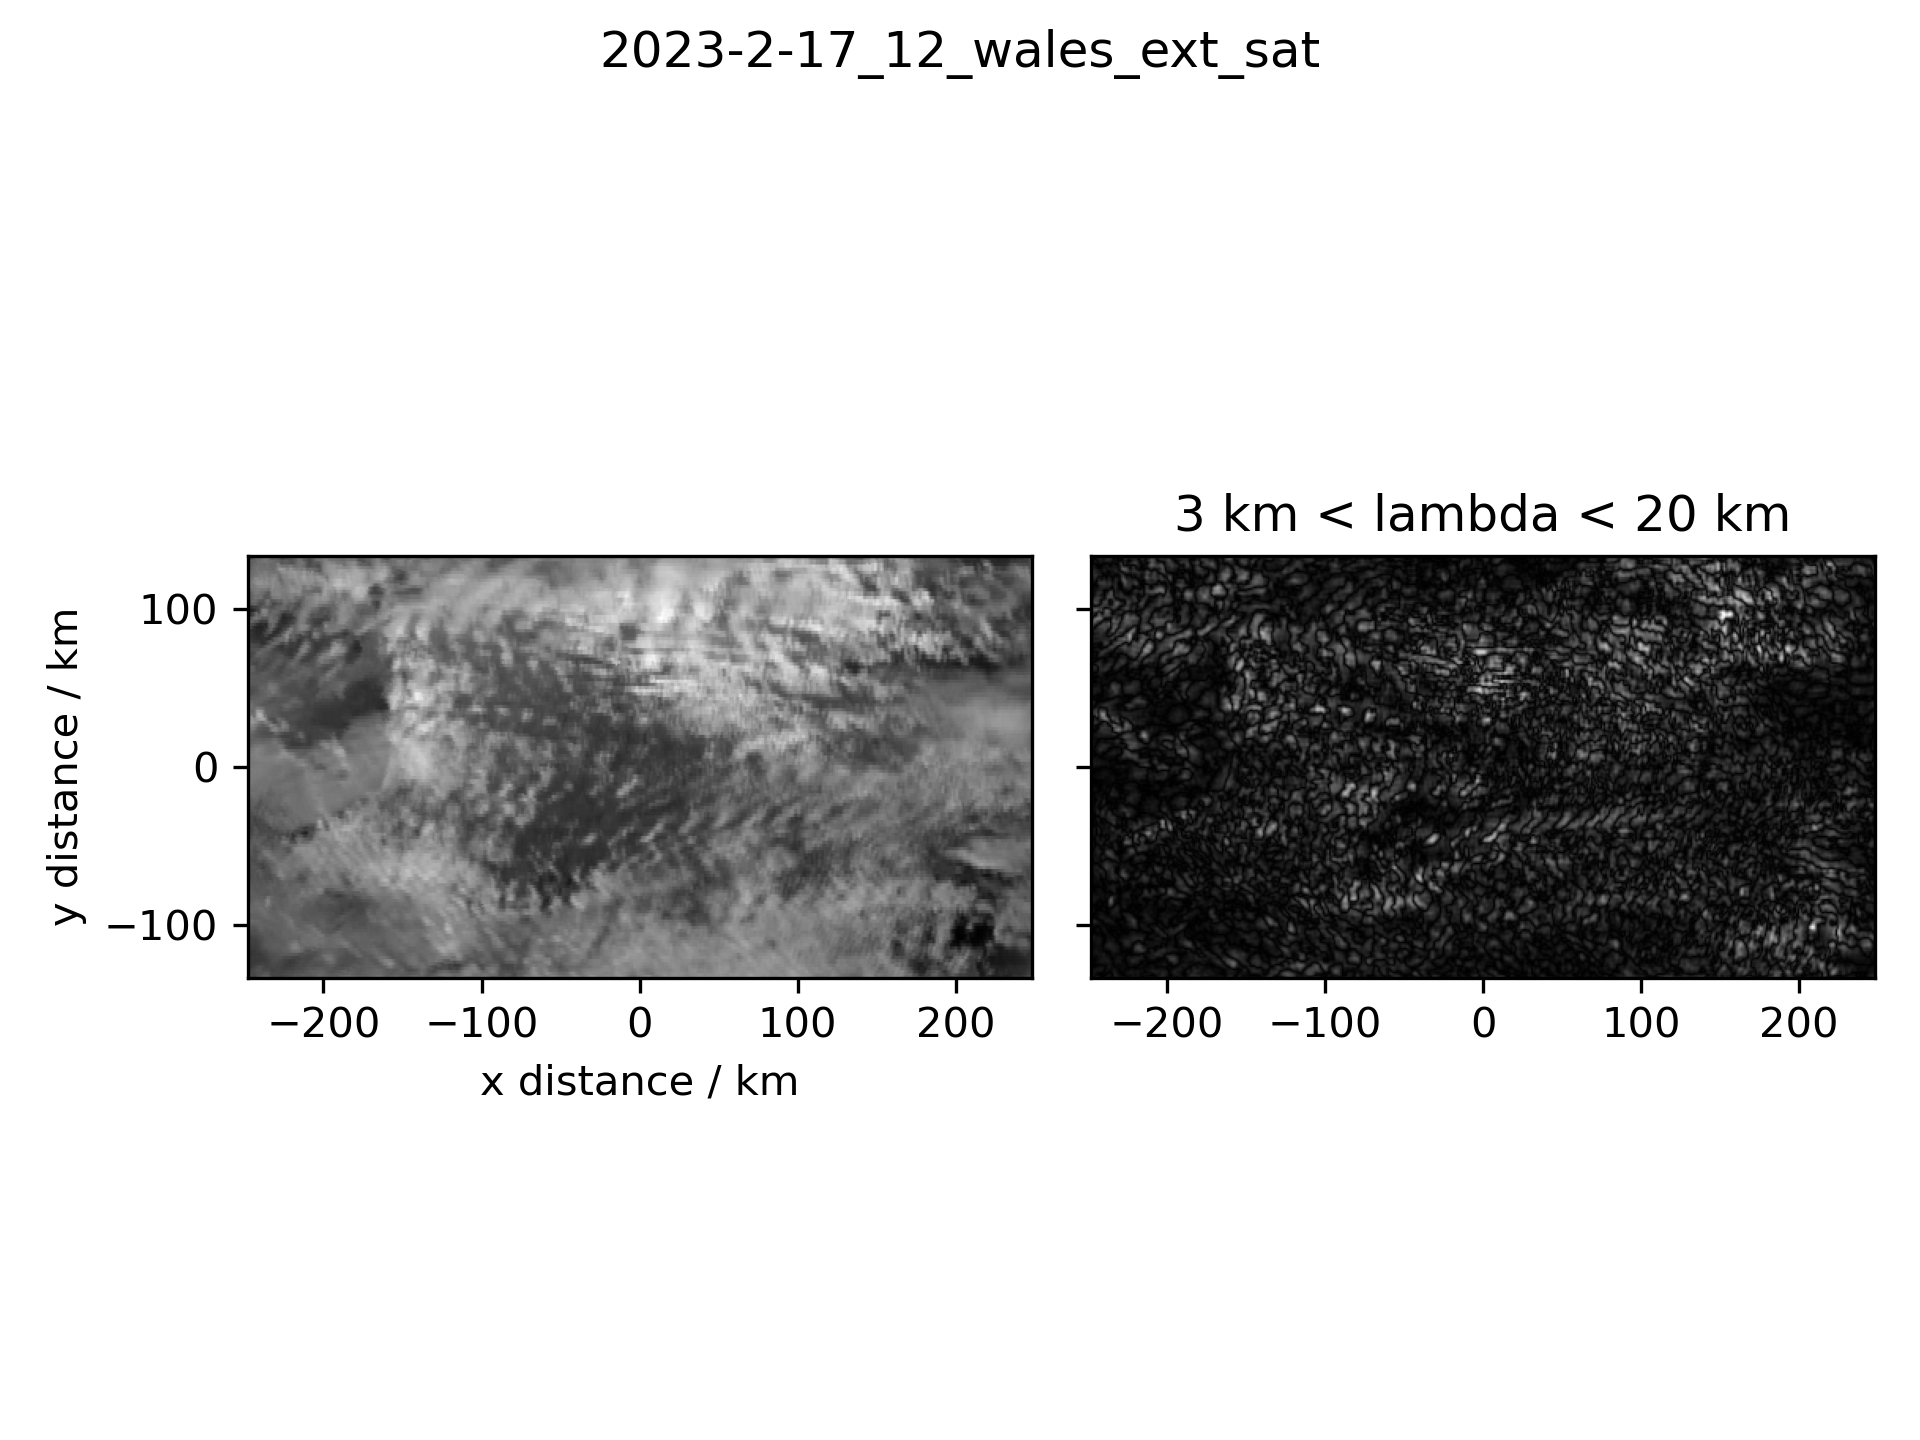 2023-2-17_12_wales_ext_sat
3 km < lambda < 20 km
y distance / km
100
0
−100
−200 −100 0 100 200
x distance / km
−200 −100 0 100 200